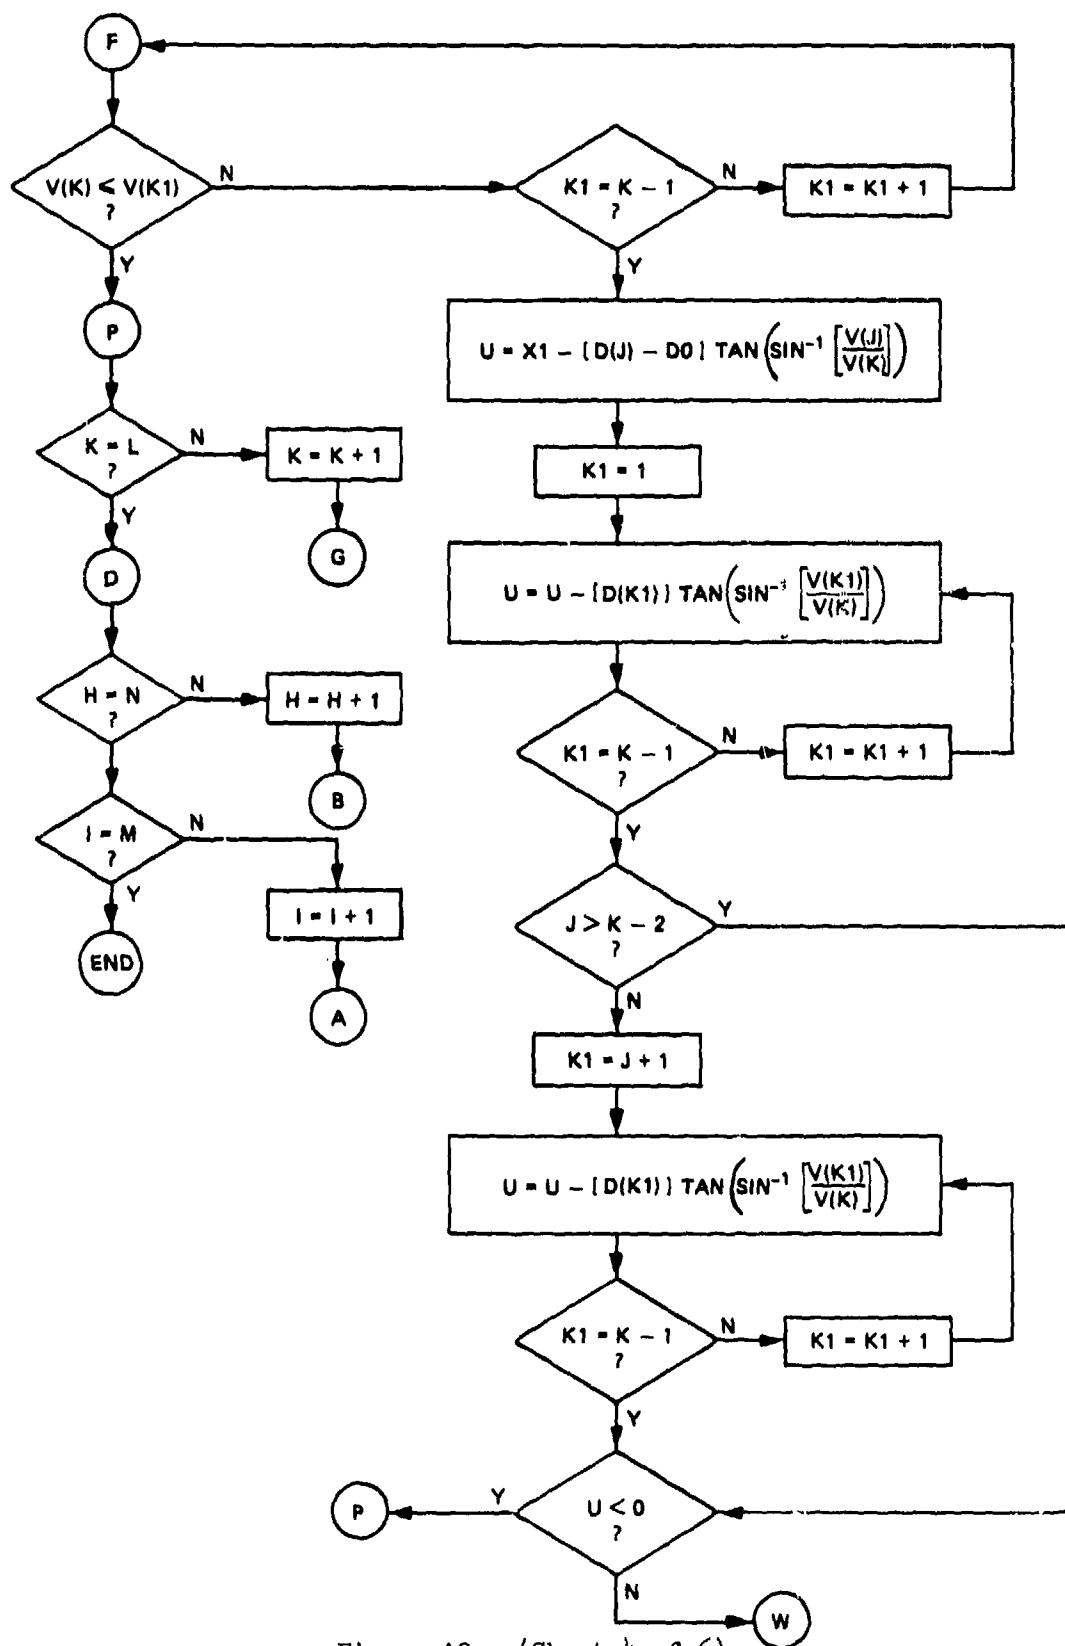 F
V(K) ≤ V(K1)
?
N
Y
K1 = K – 1
?
N
Y
K1 = K1 + 1
P
U = X1 – [D(J) – D0] TAN(SIN⁻¹ [V(J)/V(K)])
K = L
?
N
Y
K = K + 1
G
K1 = 1
D
U = U – [D(K1)] TAN(SIN⁻¹ [V(K1)/V(K)])
H = N
?
N
H = H + 1
B
K1 = K – 1
?
N
Y
K1 = K1 + 1
I = M
?
N
Y
I = I + 1
END
A
J > K – 2
?
Y
N
K1 = J + 1
U = U – [D(K1)] TAN(SIN⁻¹ [V(K1)/V(K)])
K1 = K – 1
?
N
Y
K1 = K1 + 1
U < 0
?
Y
N
P
W